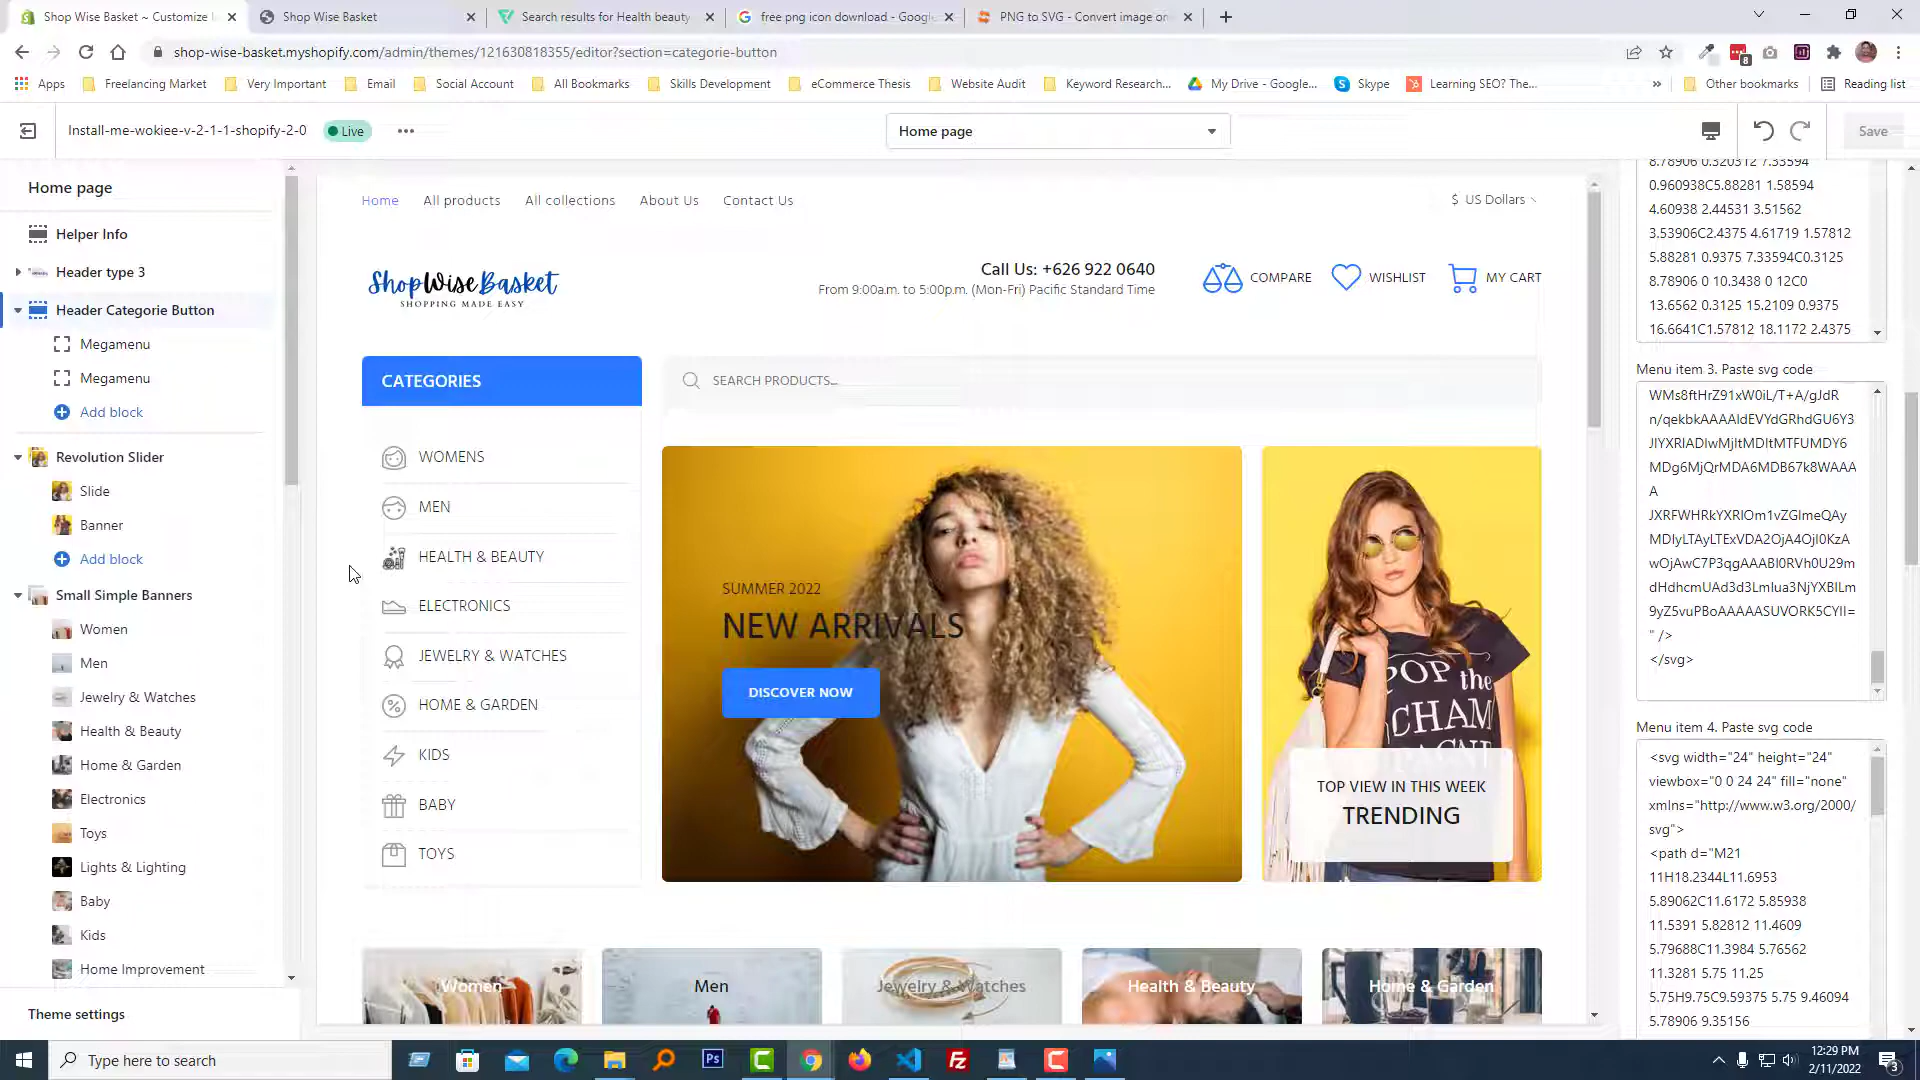 Shop Wise Basket ~ Customize
Shop Wise Basket
Search results for Health beauty
free png icon download - Google
PNG to SVG - Convert image on
shop-wise-basket.myshopify.com/admin/themes/121630818355/editor?section=categorie-button
8
Apps
Freelancing Market
Very Important
Email
Social Account
All Bookmarks
Skills Development
eCommerce Thesis
Website Audit
Keyword Research...
My Drive - Google...
Skype
Learning SEO? The...
»
Other bookmarks
Reading list
Install-me-wokiee-v-2-1-1-shopify-2-0
Live
Home page
Save
Home page
Helper Info
Header type 3
Header Categorie Button
Megamenu
Megamenu
Add block
Revolution Slider
Slide
Banner
Add block
Small Simple Banners
Women
Men
Jewelry & Watches
Health & Beauty
Home & Garden
Electronics
Toys
Lights & Lighting
Baby
Kids
Home Improvement
Theme settings
Home
All products
All collections
About Us
Contact Us
$ US Dollars
ShopWiseBasket
SHOPPING MADE EASY
Call Us: +626 922 0640
From 9:00a.m. to 5:00p.m. (Mon-Fri) Pacific Standard Time
COMPARE
WISHLIST
MY CART
CATEGORIES
SEARCH PRODUCTS...
WOMENS
MEN
HEALTH & BEAUTY
ELECTRONICS
JEWELRY & WATCHES
HOME & GARDEN
KIDS
BABY
TOYS
SUMMER 2022
NEW ARRIVALS
DISCOVER NOW
POP the
CHAM
PAGNE
TOP VIEW IN THIS WEEK
TRENDING
Women
Men
Jewelry & Watches
Health & Beauty
Home & Garden
8.78906 0.320312 7.33594
0.960938C5.88281 1.58594
4.60938 2.44531 3.51562
3.53906C2.4375 4.61719 1.57812
5.88281 0.9375 7.33594C0.3125
8.78906 0 10.3438 0 12C0
13.6562 0.3125 15.2109 0.9375
16.6641C1.57812 18.1172 2.4375
Menu item 3. Paste svg code
WMs8ftHrZ91xW0iL/T+A/gJdR
n/qekbkAAAAldEVYdGRhdGU6Y3
JlYXRlADIwMjItMDItMTFUMDY6
MDg6MjQrMDA6MDB67k8WAAA
A
JXRFWHRkYXRlOm1vZGlmeQAy
MDIyLTAyLTExVDA2OjA4OjI0KzA
wOjAwC7P3qgAAABl0RVh0U29m
dHdhcmUAd3d3Lmlua3NjYXBlLm
9yZ5vuPBoAAAAASUVORK5CYII=
" />
</svg>
Menu item 4. Paste svg code
<svg width="24" height="24"
viewbox="0 0 24 24" fill="none"
xmlns="http://www.w3.org/2000/
svg">
<path d="M21
11H18.2344L11.6953
5.89062C11.6172 5.85938
11.5391 5.82812 11.4609
5.79688C11.3984 5.76562
11.3281 5.75 11.25
5.75H9.75C9.59375 5.75 9.46094
5.78906 9.35156
Type here to search
Ps
Fz
12:29 PM
2/11/2022
3